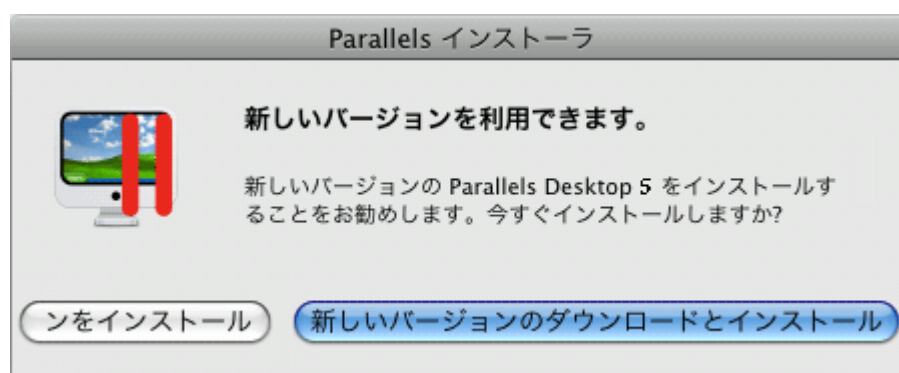 Parallels インストーラ
新しいバージョンを利用できます。
新しいバージョンの Parallels Desktop 5 をインストールす
ることをお勧めします。今すぐインストールしますか?
ンをインストール
新しいバージョンのダウンロードとインストール